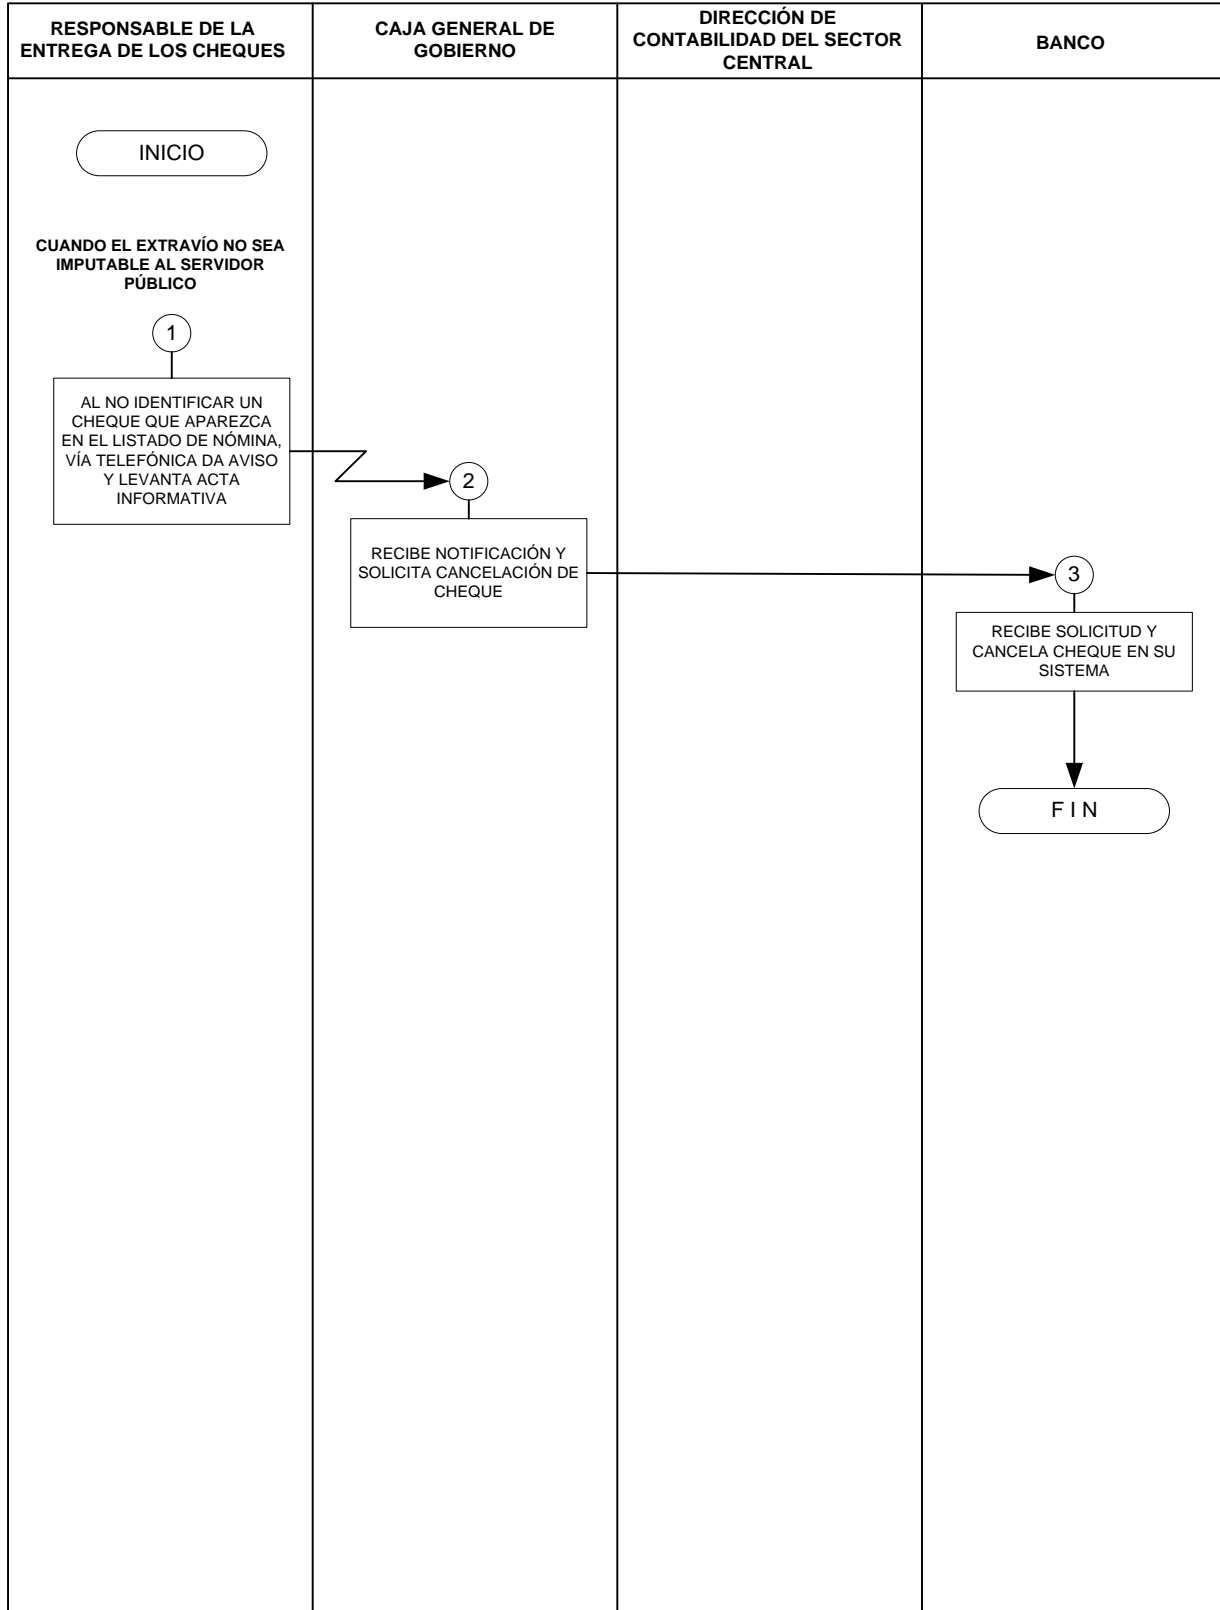 RESPONSABLE DE LA
ENTREGA DE LOS CHEQUES
CAJA GENERAL DE
GOBIERNO
DIRECCIÓN DE
CONTABILIDAD DEL SECTOR
CENTRAL
BANCO
INICIO
CUANDO EL EXTRAVÍO NO SEA
IMPUTABLE AL SERVIDOR
PÚBLICO
1
AL NO IDENTIFICAR UN
CHEQUE QUE APAREZCA
EN EL LISTADO DE NÓMINA,
VÍA TELEFÓNICA DA AVISO
Y LEVANTA ACTA
INFORMATIVA
2
RECIBE NOTIFICACIÓN Y
SOLICITA CANCELACIÓN DE
CHEQUE
3
RECIBE SOLICITUD Y
CANCELA CHEQUE EN SU
SISTEMA
F I N